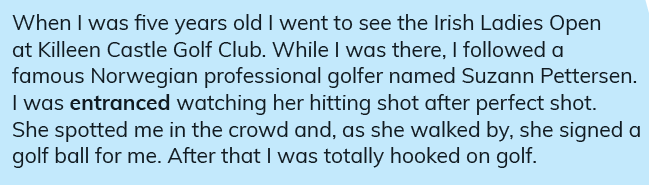 When I was five years old I went to see the Irish Ladies Open
at Killeen Castle Golf Club. While I was there, I followed a
famous Norwegian professional golfer named Suzann Pettersen.
I was entranced watching her hitting shot after perfect shot.
She spotted me in the crowd and, as she walked by, she signed a
golf ball for me. After that I was totally hooked on golf.